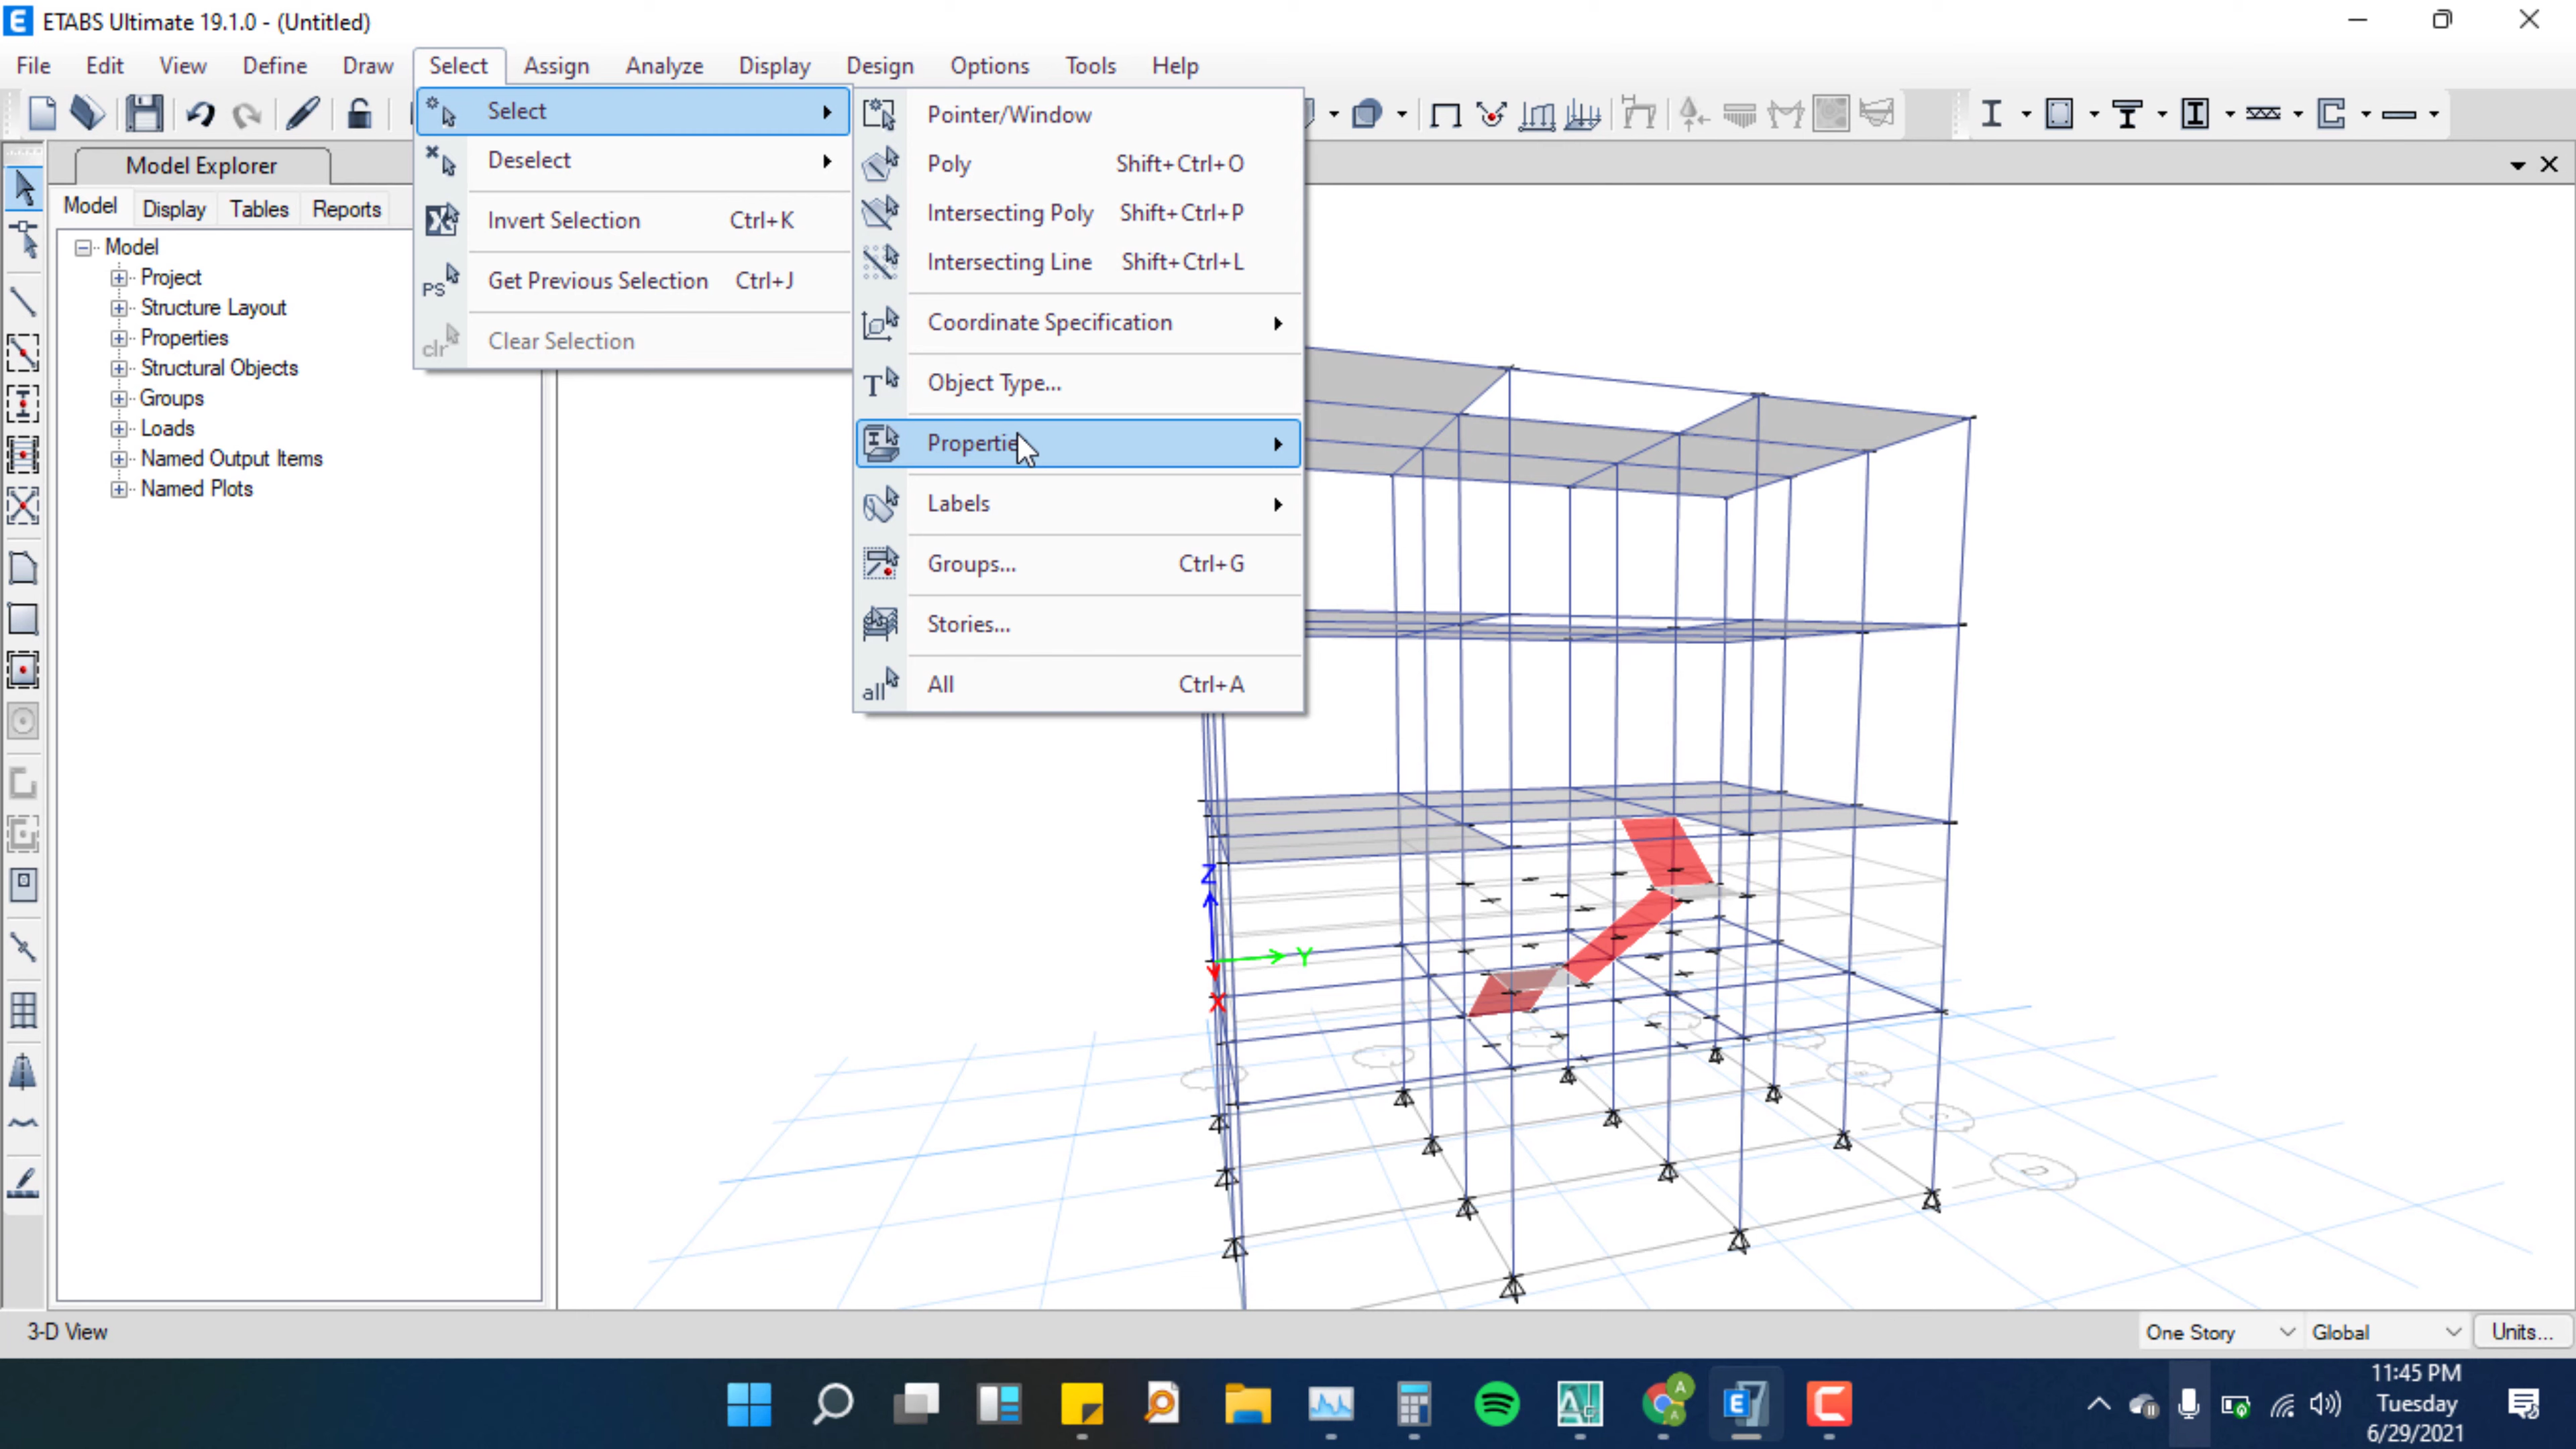 ETABS Ultimate 19.1.0 - (Untitled)
File Edit View Define Draw Select Assign Analyze Display Design Options Tools Help
Model Explorer
Model Display Tables Reports
Model
Project
Structure Layout
Properties
Structural Objects
Groups
Loads
Named Output Items
Named Plots
Select
Deselect
Invert Selection Ctrl+K
Get Previous Selection Ctrl+J
Clear Selection
Pointer/Window
Poly Shift+Ctrl+O
Intersecting Poly Shift+Ctrl+P
Intersecting Line Shift+Ctrl+L
Coordinate Specification
Object Type...
Propertie
Labels
Groups... Ctrl+G
Stories...
All Ctrl+A
Z
Y
X
3-D View
One Story Global Units...
11:45 PM
Tuesday
6/29/2021